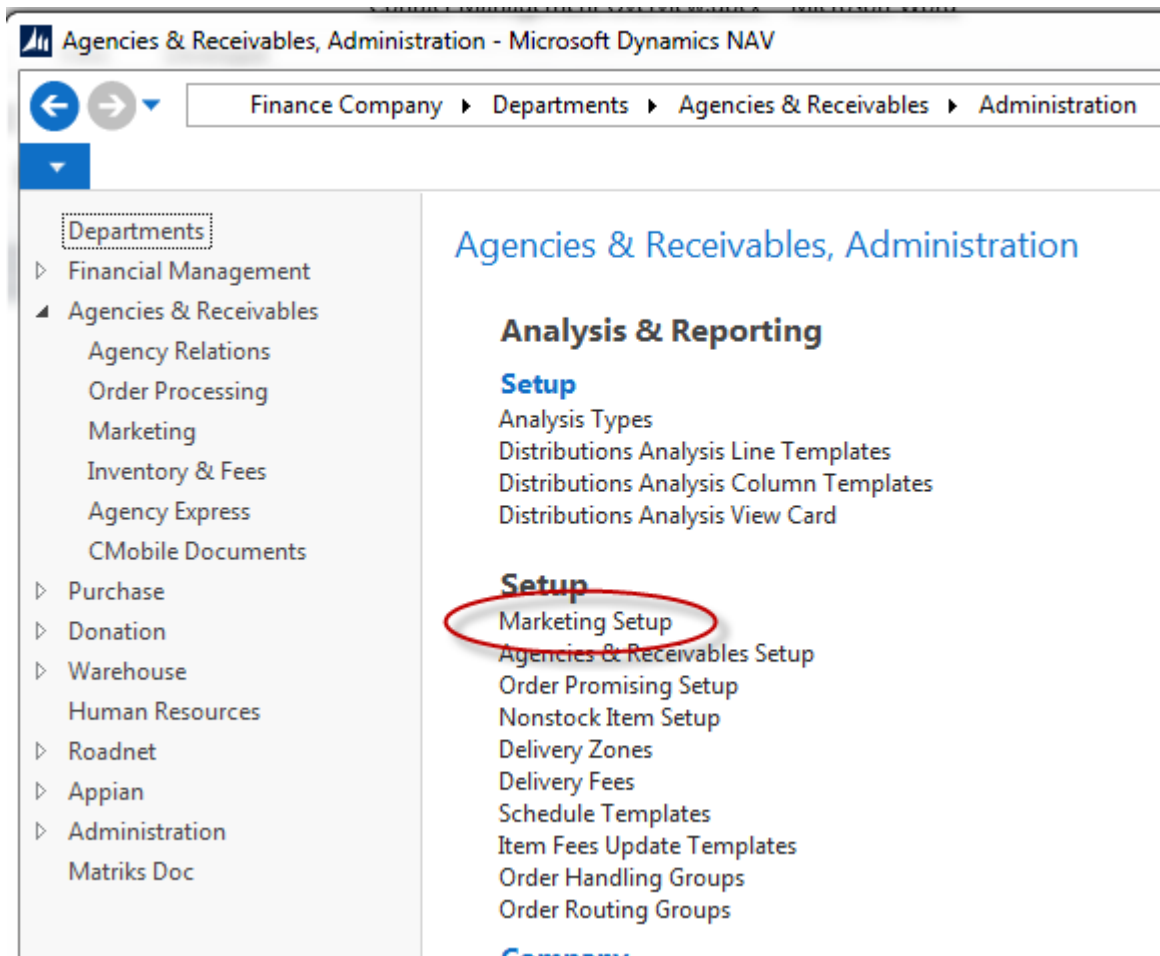 Agencies & Receivables, Administration - Microsoft Dynamics NAV
Finance Company ▸ Departments ▸ Agencies & Receivables ▸ Administration
Departments
Financial Management
Agencies & Receivables
Agency Relations
Order Processing
Marketing
Inventory & Fees
Agency Express
CMobile Documents
Purchase
Donation
Warehouse
Human Resources
Roadnet
Appian
Administration
Matriks Doc
Agencies & Receivables, Administration
Analysis & Reporting
Setup
Analysis Types
Distributions Analysis Line Templates
Distributions Analysis Column Templates
Distributions Analysis View Card
Setup
Marketing Setup
Agencies & Receivables Setup
Order Promising Setup
Nonstock Item Setup
Delivery Zones
Delivery Fees
Schedule Templates
Item Fees Update Templates
Order Handling Groups
Order Routing Groups